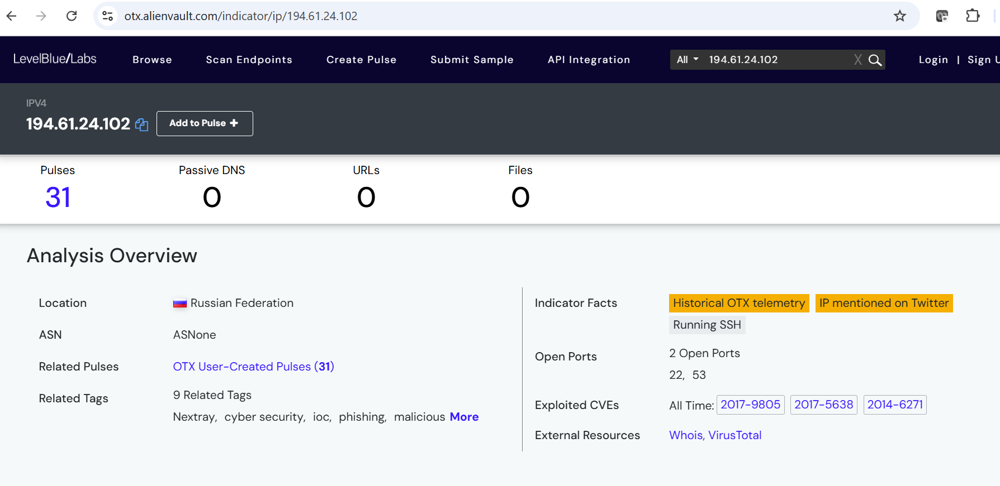 otx.alienvault.com/indicator/ip/194.61.24.102
LevelBlue/Labs Browse Scan Endpoints Create Pulse Submit Sample API Integration All 194.61.24.102 X Login | Sign U
IPV4
194.61.24.102 Add to Pulse +
Pulses Passive DNS URLs Files
31 0 0 0
Analysis Overview
Location Russian Federation
ASN ASNone
Related Pulses OTX User-Created Pulses (31)
Related Tags 9 Related Tags
Nextray, cyber security, ioc, phishing, malicious More
Indicator Facts Historical OTX telemetry IP mentioned on Twitter
Running SSH
Open Ports 2 Open Ports
22, 53
Exploited CVEs All Time: 2017-9805 2017-5638 2014-6271
External Resources Whois, VirusTotal